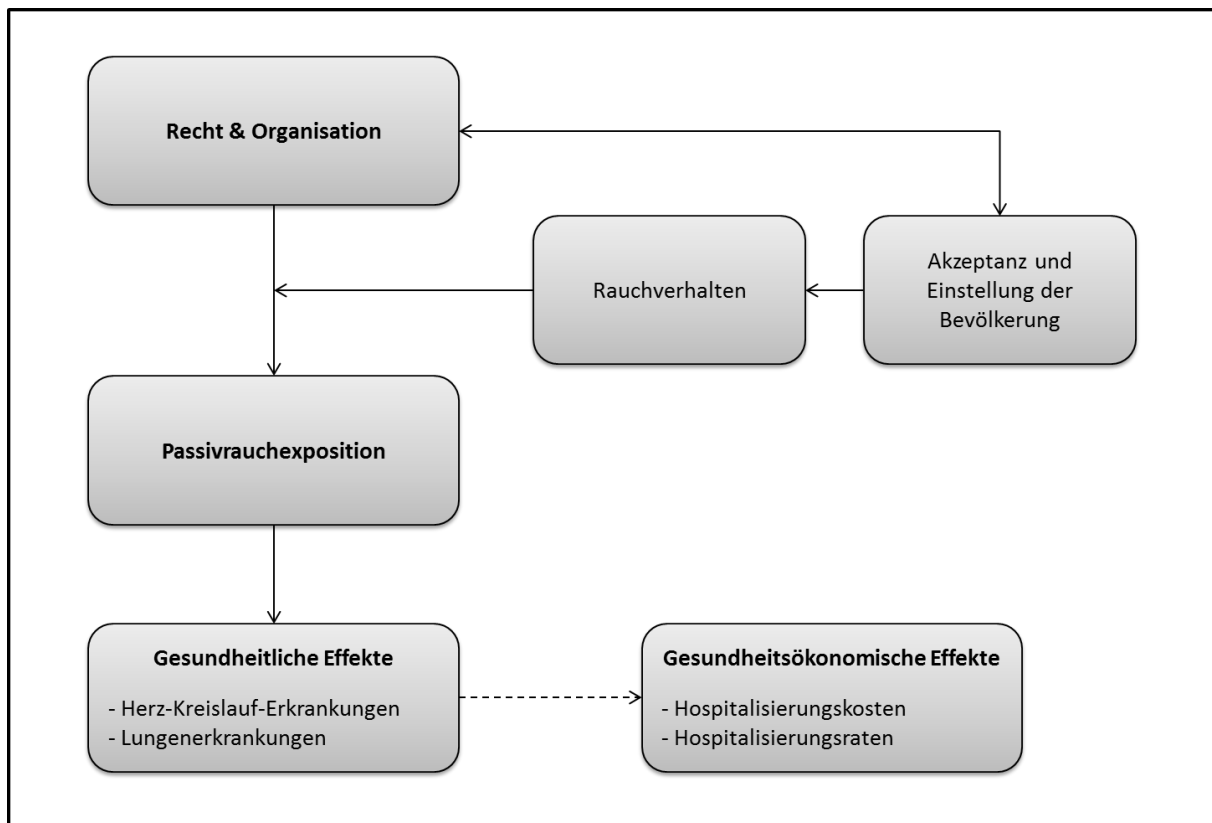 Recht & Organisation
Rauchverhalten
Akzeptanz und
Einstellung der
Bevölkerung
Passivrauchexposition
Gesundheitliche Effekte
- Herz-Kreislauf-Erkrankungen
- Lungenerkrankungen
Gesundheitsökonomische Effekte
- Hospitalisierungskosten
- Hospitalisierungsraten